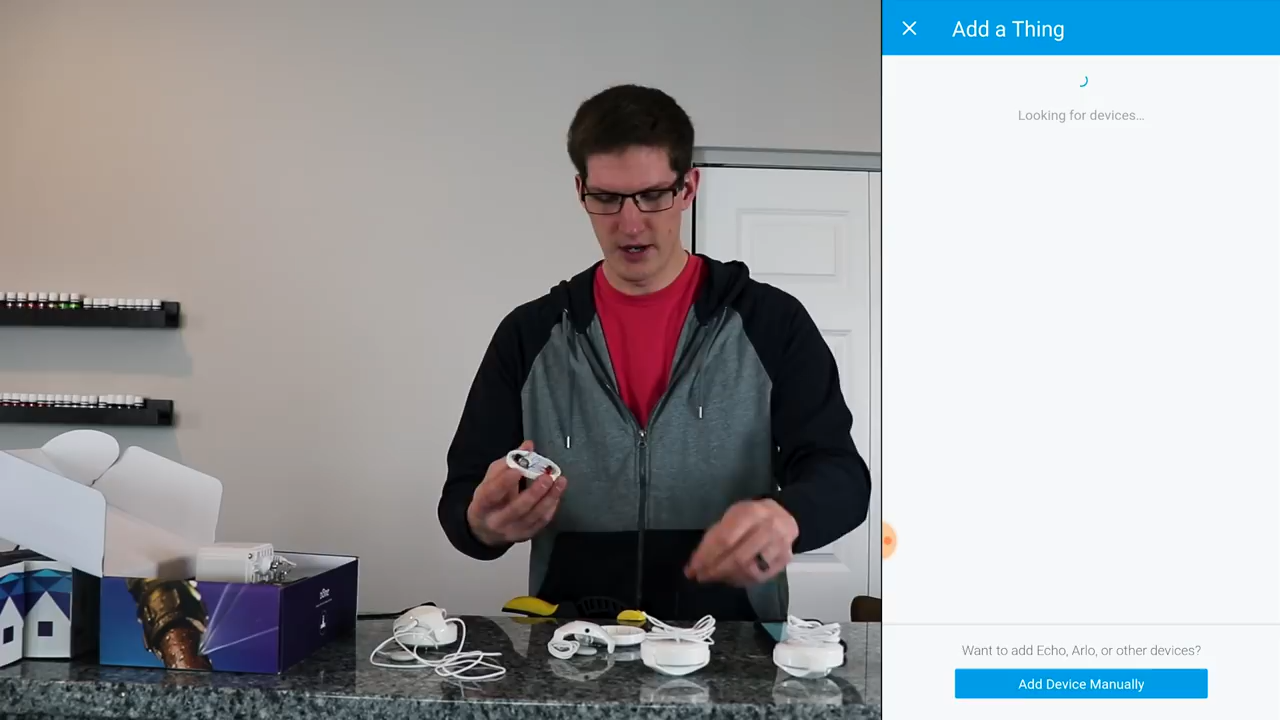 Add a Thing
Looking for devices...
Want to add Echo, Arlo, or other devices?
Add Device Manually